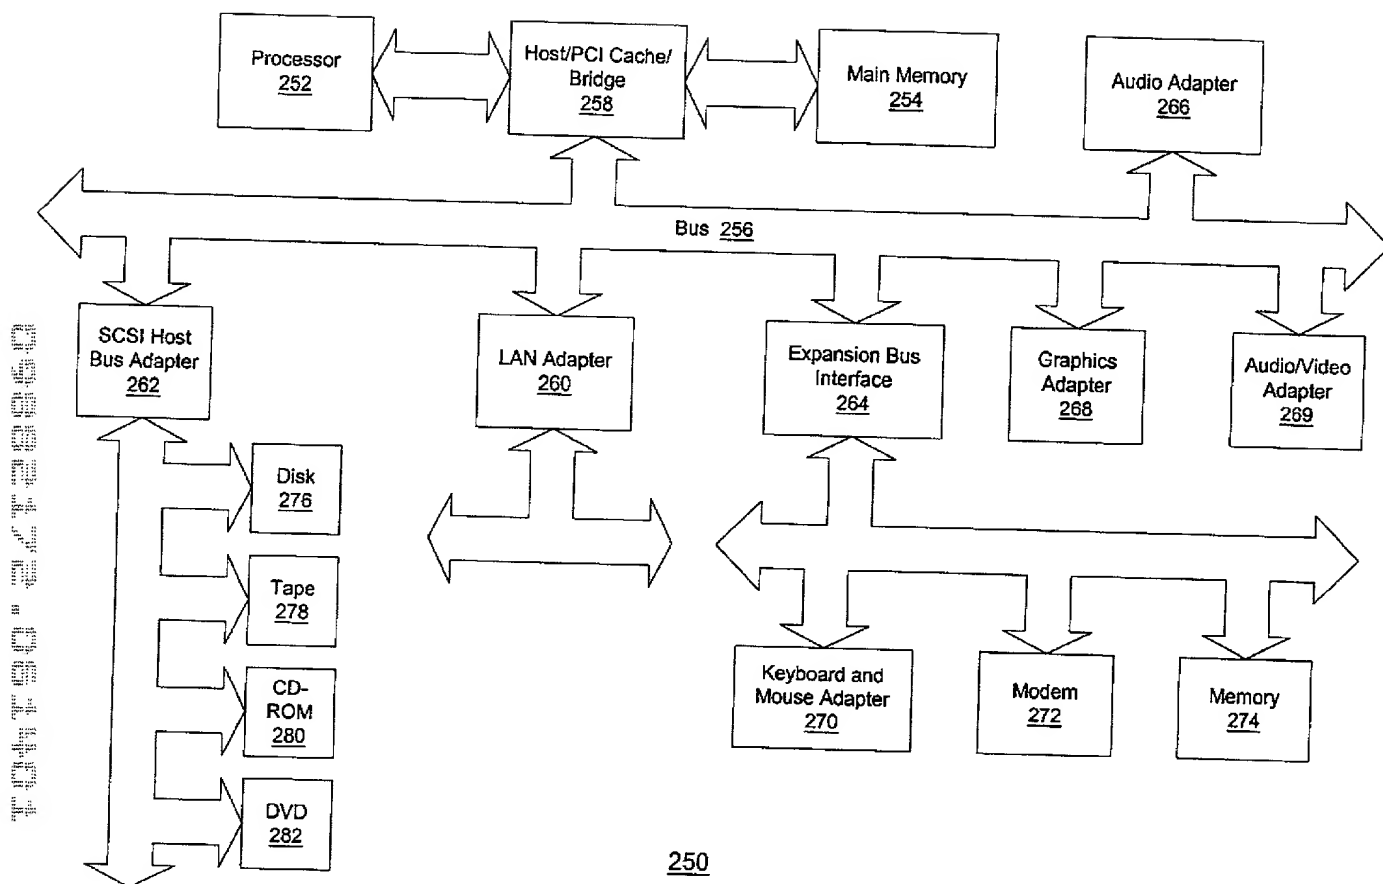 Processor
252
Host/PCI Cache/
Bridge
258
Main Memory
254
Audio Adapter
266
Bus 256
SCSI Host
Bus Adapter
262
LAN Adapter
260
Expansion Bus
Interface
264
Graphics
Adapter
268
Audio/Video
Adapter
269
Disk
276
Tape
278
CD-
ROM
280
DVD
282
Keyboard and
Mouse Adapter
270
Modem
272
Memory
274
250